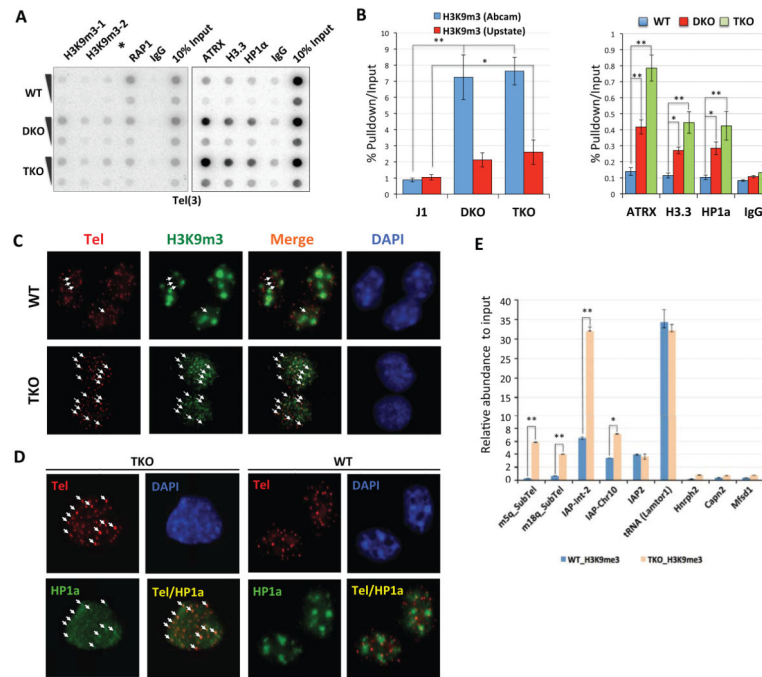 A
H3K9m3-1
H3K9m3-2
*
RAP1
IgG
10% Input
ATRX
H3.3
HP1α
IgG
10% Input
WT
DKO
TKO
Tel(3)
B
H3K9m3 (Abcam)
H3K9m3 (Upstate)
% Pulldown/Input
10
9
8
7
6
5
4
3
2
1
0
**
*
J1 DKO TKO
WT DKO TKO
% Pulldown/Input
1
0.9
0.8
0.7
0.6
0.5
0.4
0.3
0.2
0.1
0
**
**
**
*
**
*
ATRX H3.3 HP1a IgG
C
Tel H3K9m3 Merge DAPI
WT
TKO
D
TKO WT
Tel DAPI Tel DAPI
HP1a Tel/HP1a HP1a Tel/HP1a
E
Relative abundance to input
40
35
30
25
20
15
10
8
6
4
2
0
**
**
**
*
m5q_SubTel
m18q_SubTel
IAP-Int-2
IAP-Chr10
IAP2
tRNA (Lamtor1)
Hnrph2
Capn2
Mfsd1
WT_H3K9me3 TKO_H3K9me3